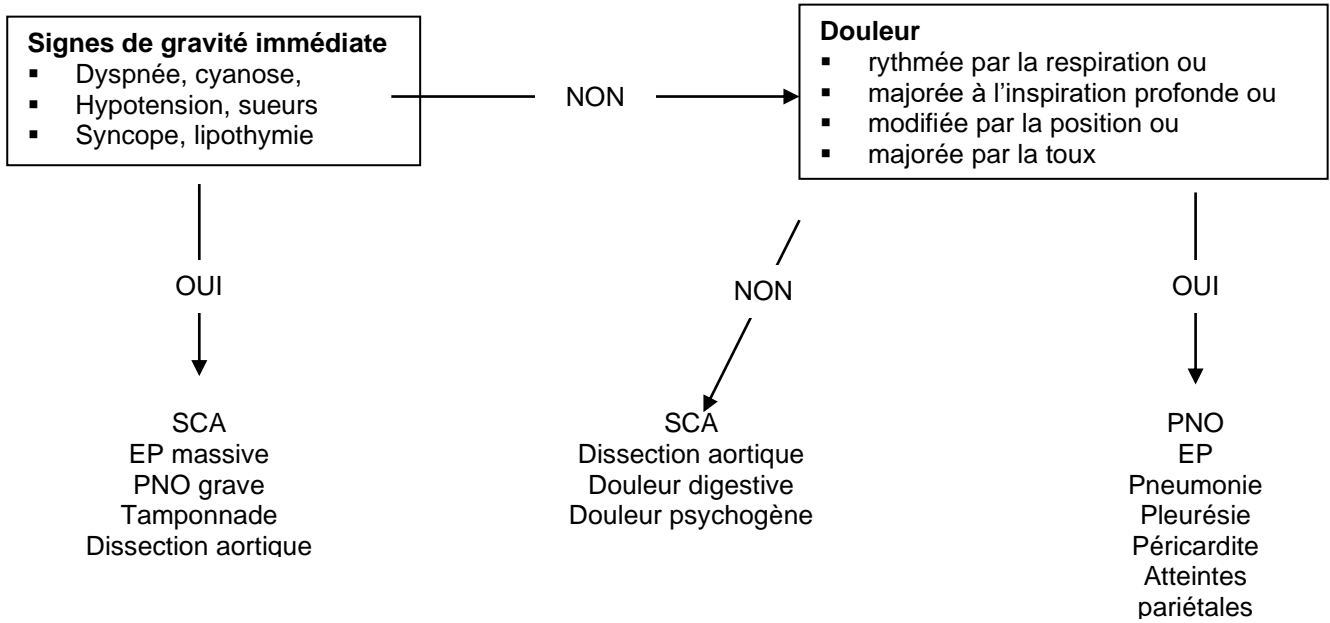 Signes de gravité immédiate
▪ Dyspnée, cyanose,
▪ Hypotension, sueurs
▪ Syncope, lipothymie
NON
Douleur
▪ rythmée par la respiration ou
▪ majorée à l'inspiration profonde ou
▪ modifiée par la position ou
▪ majorée par la toux
OUI
NON
OUI
SCA
EP massive
PNO grave
Tamponnade
Dissection aortique
SCA
Dissection aortique
Douleur digestive
Douleur psychogène
PNO
EP
Pneumonie
Pleurésie
Péricardite
Atteintes
pariétales